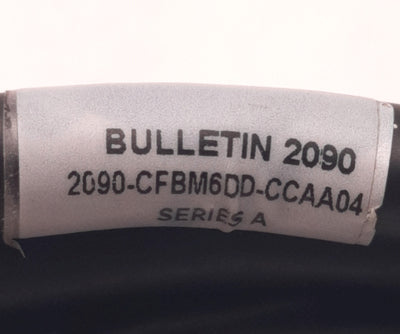 BULLETIN 2090
2090-CFBM6DD-CCAA04
SERIES A